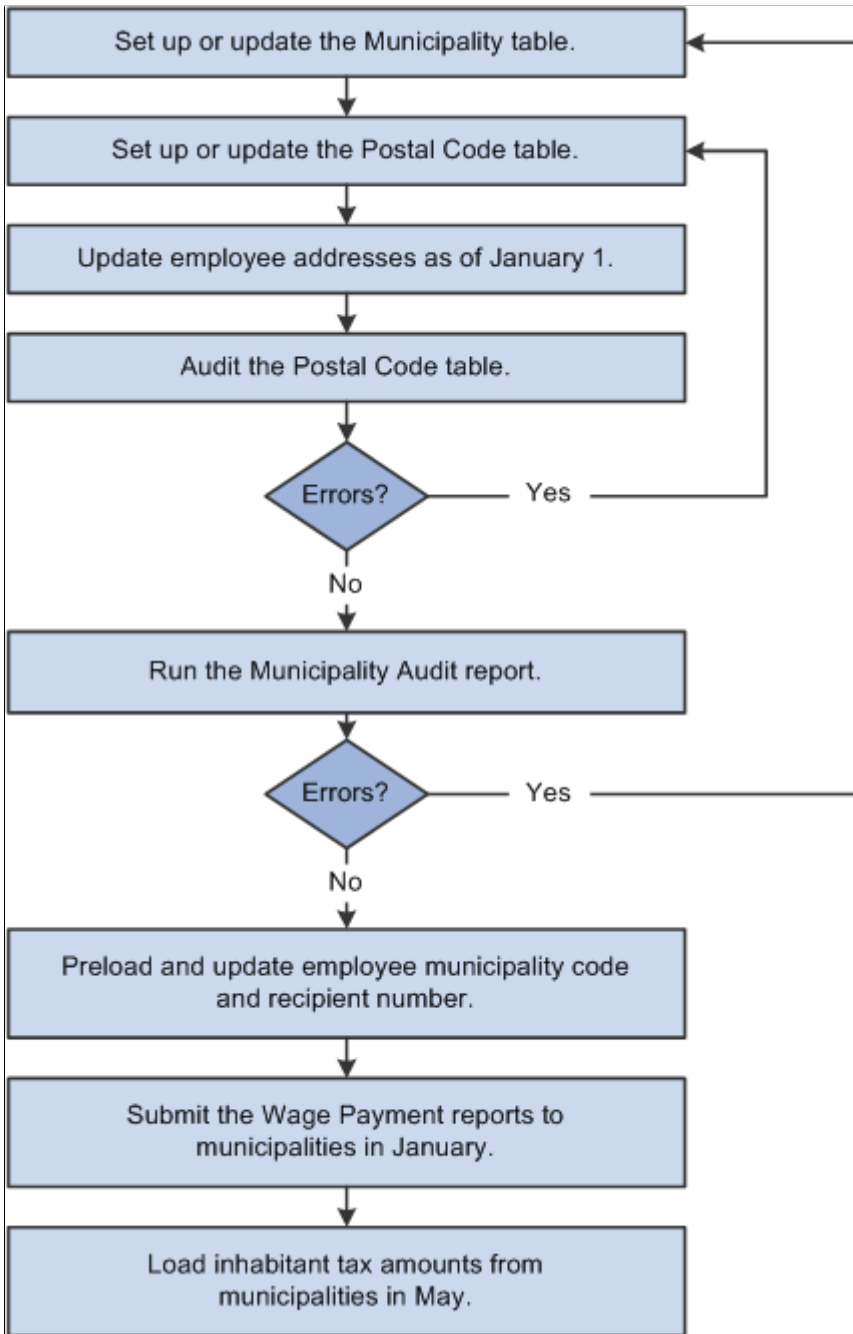 Set up or update the Municipality table.
Set up or update the Postal Code table.
Update employee addresses as of January 1.
Audit the Postal Code table.
Errors?
Yes
No
Run the Municipality Audit report.
Errors?
Yes
No
Preload and update employee municipality code
and recipient number.
Submit the Wage Payment reports to
municipalities in January.
Load inhabitant tax amounts from
municipalities in May.